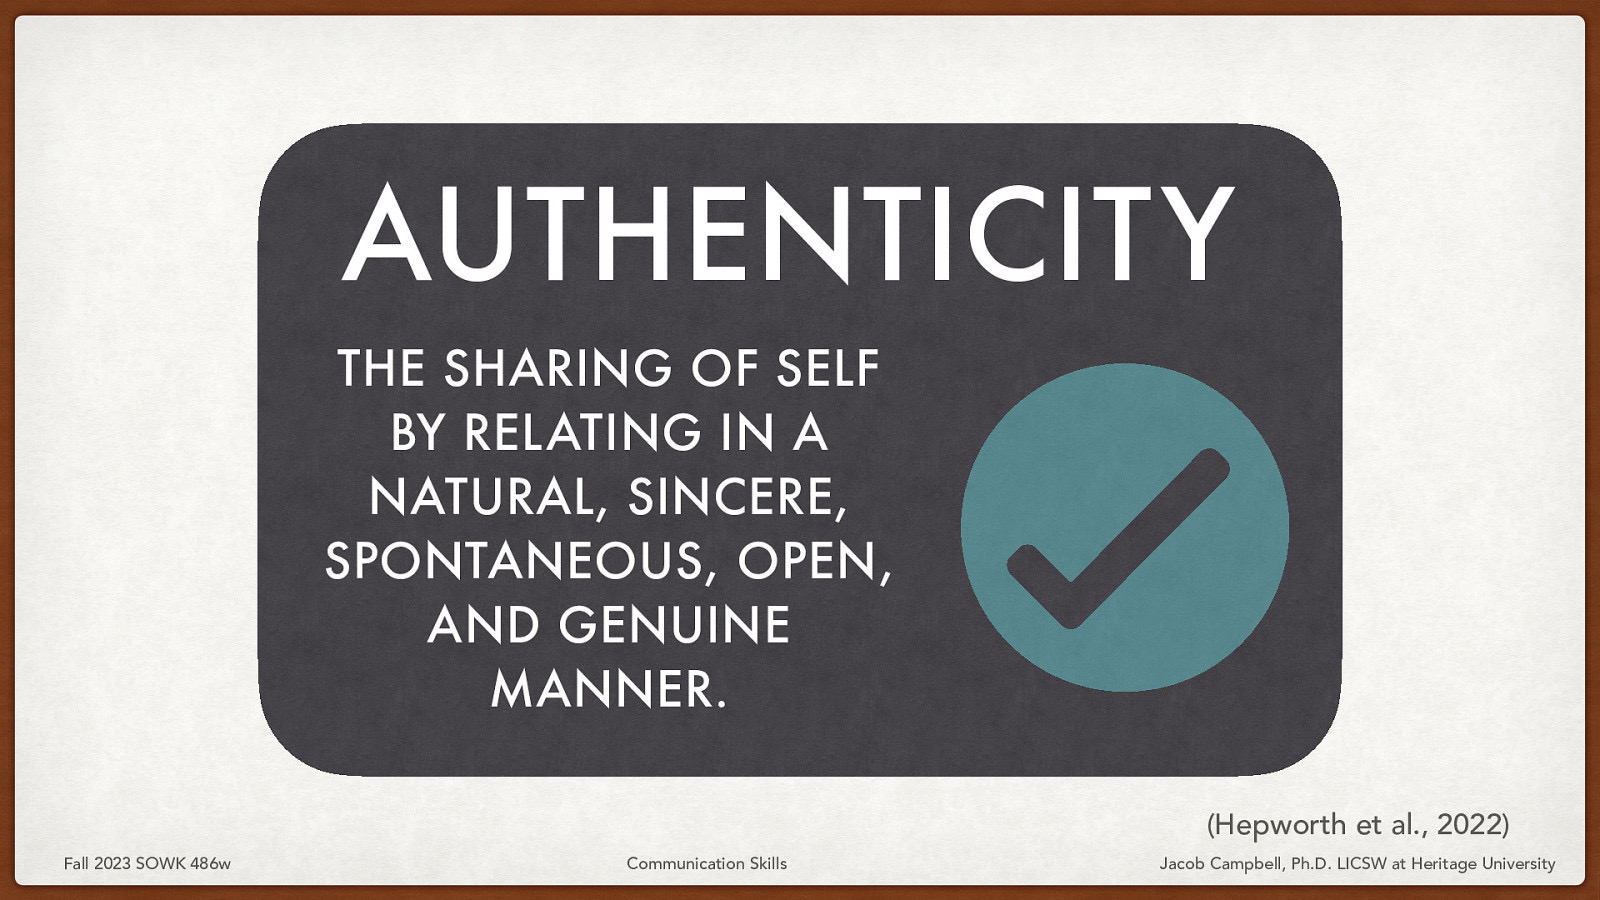 AUTHENTICITY
THE SHARING OF SELF
BY RELATING IN A
NATURAL, SINCERE,
SPONTANEOUS, OPEN,
AND GENUINE
MANNER.
(Hepworth et al., 2022)
Fall 2023 SOWK 486w
Communication Skills
Jacob Campbell, Ph.D. LICSW at Heritage University